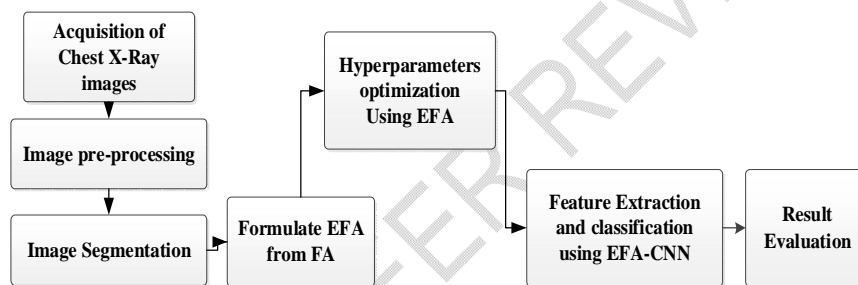 Acquisition of
Chest X-Ray
images
Image pre-processing
Image Segmentation
Formulate EFA
from FA
Hyperparameters
optimization
Using EFA
Feature Extraction
and classification
using EFA-CNN
Result
Evaluation